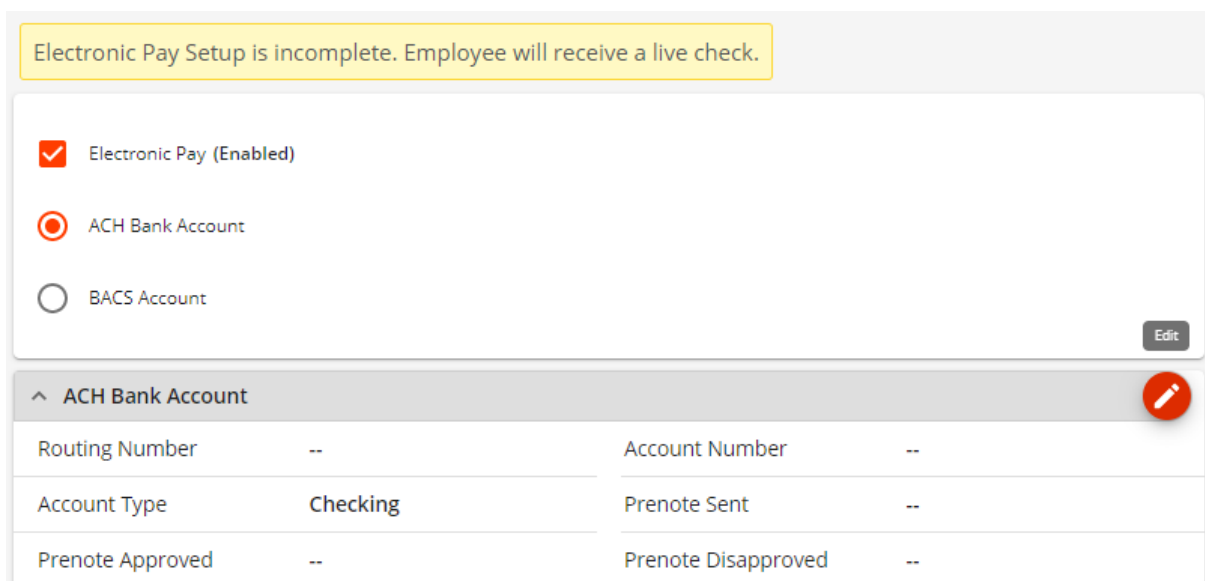 Electronic Pay Setup is incomplete. Employee will receive a live check.
Electronic Pay (Enabled)
ACH Bank Account
BACS Account
Edit
ACH Bank Account
Routing Number -- Account Number --
Account Type Checking Prenote Sent --
Prenote Approved -- Prenote Disapproved --